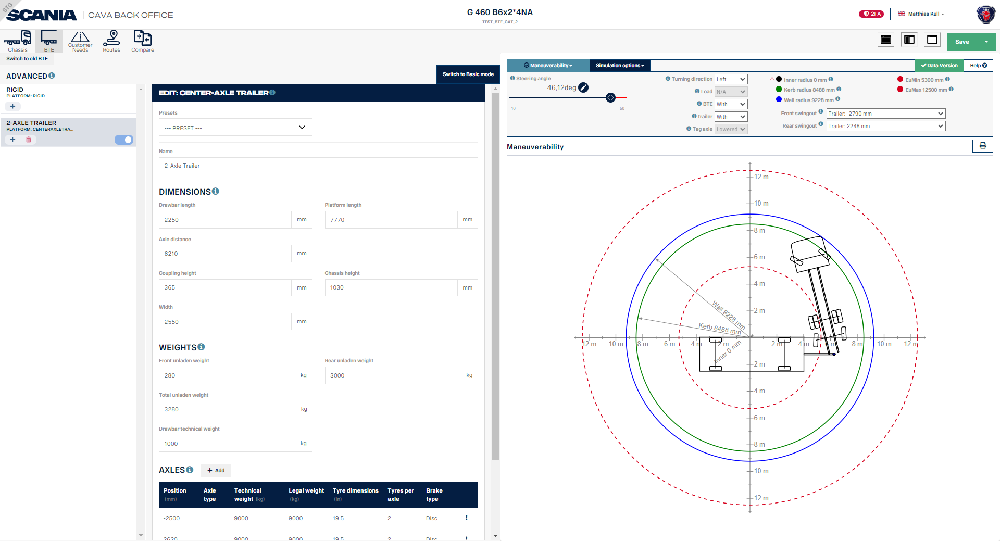 STG
SCANIA
CAVA BACK OFFICE
G 460 B6x2*4NA
TEST_BTE_CAT_2
2FA
Matthias Kull
Chassis
BTE
Customer
Needs
Routes
Compare
Save
Switch to old BTE
ADVANCED
Switch to Basic mode
RIGID
PLATFORM: RIGID
2-AXLE TRAILER
PLATFORM: CENTERAXLETRA...
EDIT: CENTER-AXLE TRAILER
Presets
--- PRESET ---
Name
2-Axle Trailer
DIMENSIONS
Drawbar length
Platform length
2250 mm
7770 mm
Axle distance
6210 mm
Coupling height
Chassis height
365 mm
1030 mm
Width
2550 mm
WEIGHTS
Front unladen weight
Rear unladen weight
280 kg
3000 kg
Total unladen weight
3280 kg
Drawbar technical weight
1000 kg
AXLES
+ Add
Position (mm)
Axle type
Technical weight (kg)
Legal weight (kg)
Tyre dimensions (in)
Tyres per axle
Brake type
-2500 9000 9000 19.5 2 Disc
2620 9000 9000 19.5 2 Disc
Maneuverability
Simulation options
Data Version
Help
Steering angle
46,12deg
10
50
Turning direction Left
Load N/A
BTE With
trailer With
Tag axle Lowered
Inner radius 0 mm
Kerb radius 8488 mm
Wall radius 9228 mm
EuMin 5300 mm
EuMax 12500 mm
Front swingout Trailer: -2790 mm
Rear swingout Trailer: 2248 mm
Maneuverability
12 m
10 m
8 m
6 m
4 m
2 m
Wall 9228 mm
Kerb 8488 mm
12 m 10 m 8 m 6 m 4 m 2 m 2 m 4 m 6 m 8 m 10 m 12 m
Inner 0 mm
2 m
4 m
6 m
8 m
10 m
12 m